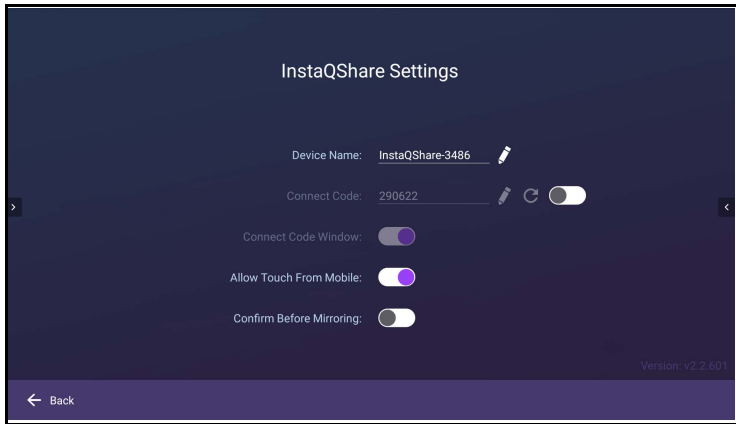 InstaQShare Settings
Device Name: InstaQShare-3486
Connect Code: 290622
Connect Code Window:
Allow Touch From Mobile:
Confirm Before Mirroring:
Version: v2.2.601
Back